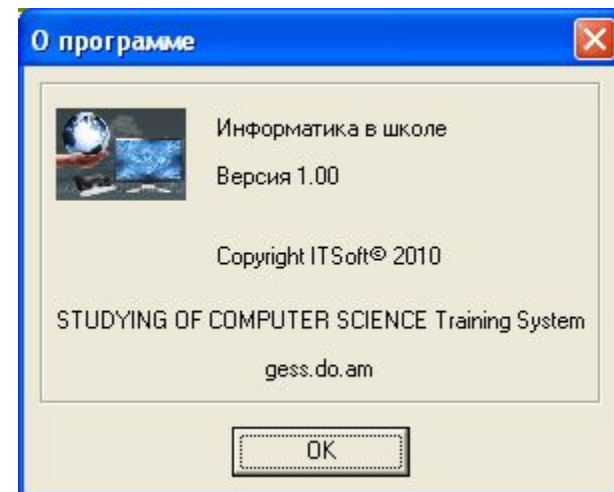 О программе
Информатика в школе
Версия 1.00
Copyright ITSoft© 2010
STUDYING OF COMPUTER SCIENCE Training System
gess.do.am
OK